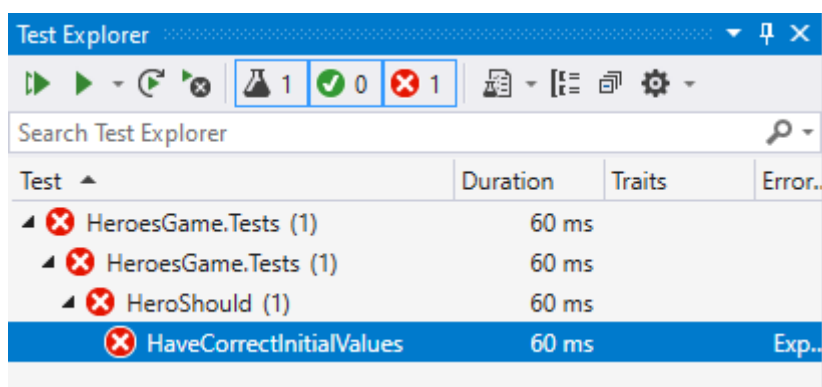 Test Explorer
1 0 1
Search Test Explorer
Test Duration Traits Error..
HeroesGame.Tests (1) 60 ms
HeroesGame.Tests (1) 60 ms
HeroShould (1) 60 ms
HaveCorrectInitialValues 60 ms Exp..